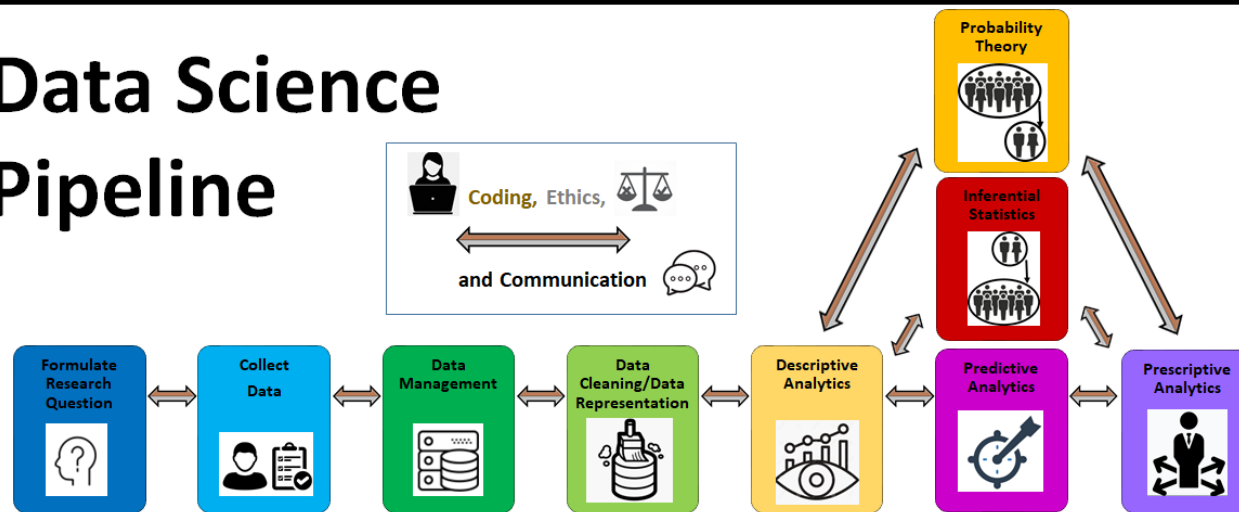 Data Science
Pipeline
Coding, Ethics,
and Communication
Probability
Theory
Inferential
Statistics
Formulate
Research
Question
Collect
Data
Data
Management
Data
Cleaning/Data
Representation
Descriptive
Analytics
Predictive
Analytics
Prescriptive
Analytics